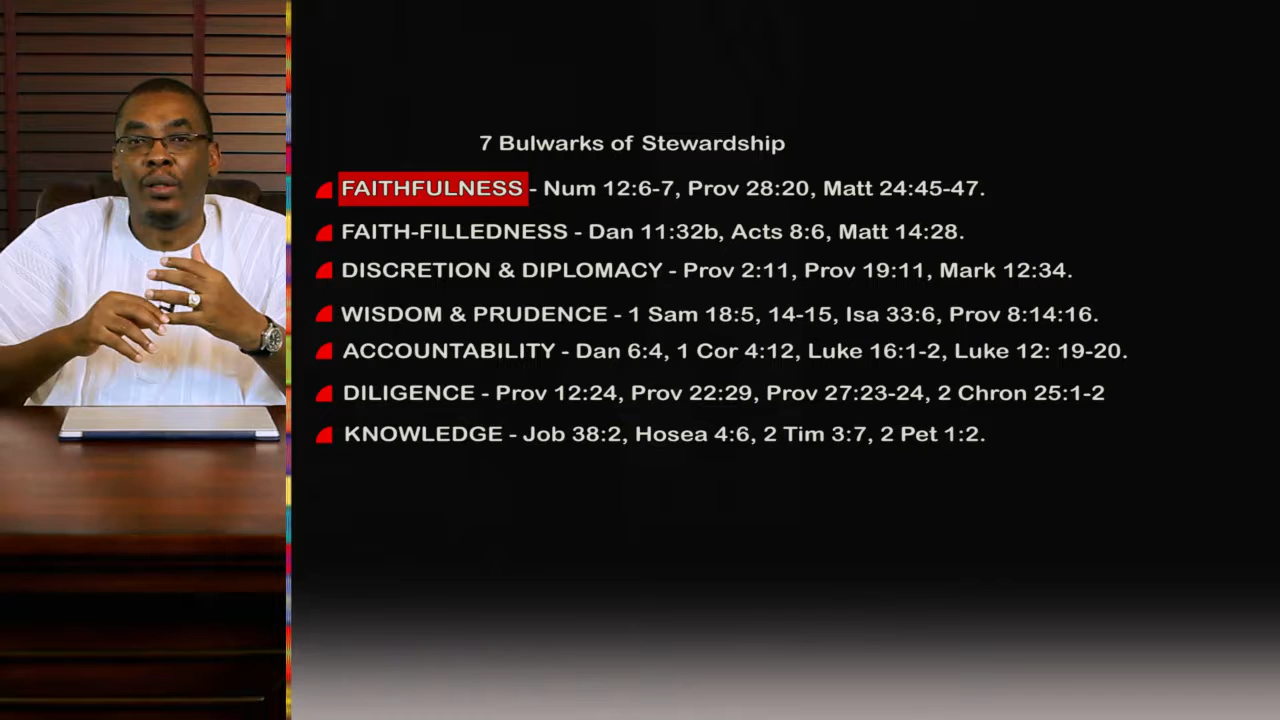 7 Bulwarks of Stewardship
FAITHFULNESS - Num 12:6-7, Prov 28:20, Matt 24:45-47.
FAITH-FILLEDNESS - Dan 11:32b, Acts 8:6, Matt 14:28.
DISCRETION & DIPLOMACY - Prov 2:11, Prov 19:11, Mark 12:34.
WISDOM & PRUDENCE - 1 Sam 18:5, 14-15, Isa 33:6, Prov 8:14:16.
ACCOUNTABILITY - Dan 6:4, 1 Cor 4:12, Luke 16:1-2, Luke 12: 19-20.
DILIGENCE - Prov 12:24, Prov 22:29, Prov 27:23-24, 2 Chron 25:1-2
KNOWLEDGE - Job 38:2, Hosea 4:6, 2 Tim 3:7, 2 Pet 1:2.